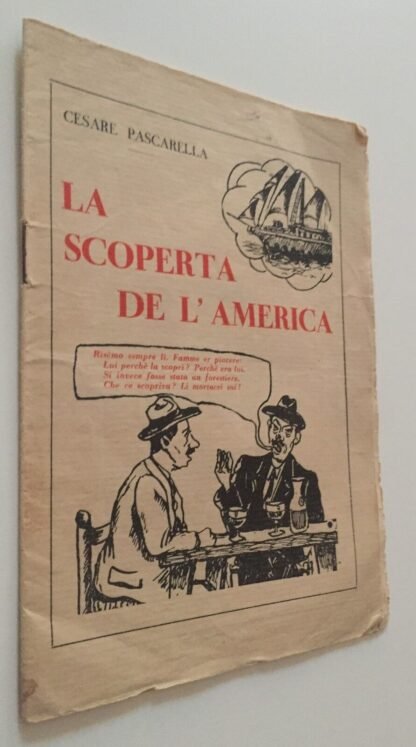 CESARE PASCARELLA
LA
SCOPERTA
DE L'AMERICA
Risémo sempre lì. Famme er piacere:
Lui perchè la scoprì? Perchè era lui.
Si invece fosse stato un forestiere,
Che ce scopriva? Li mortacci sui!